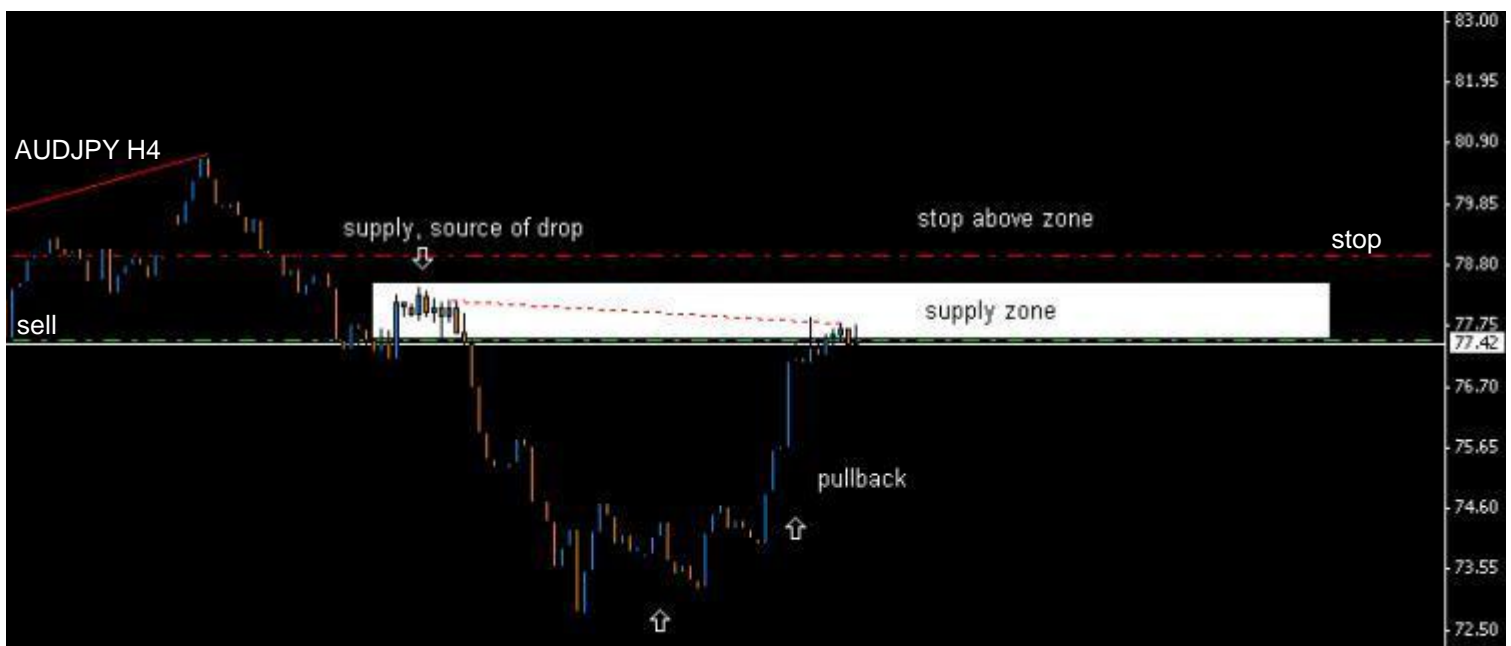 83.00
81.95
AUDJPY H4
80.90
79.85
supply, source of drop
stop above zone
stop
78.80
supply zone
sell
77.75
77.42
76.70
75.65
pullback
74.60
73.55
72.50